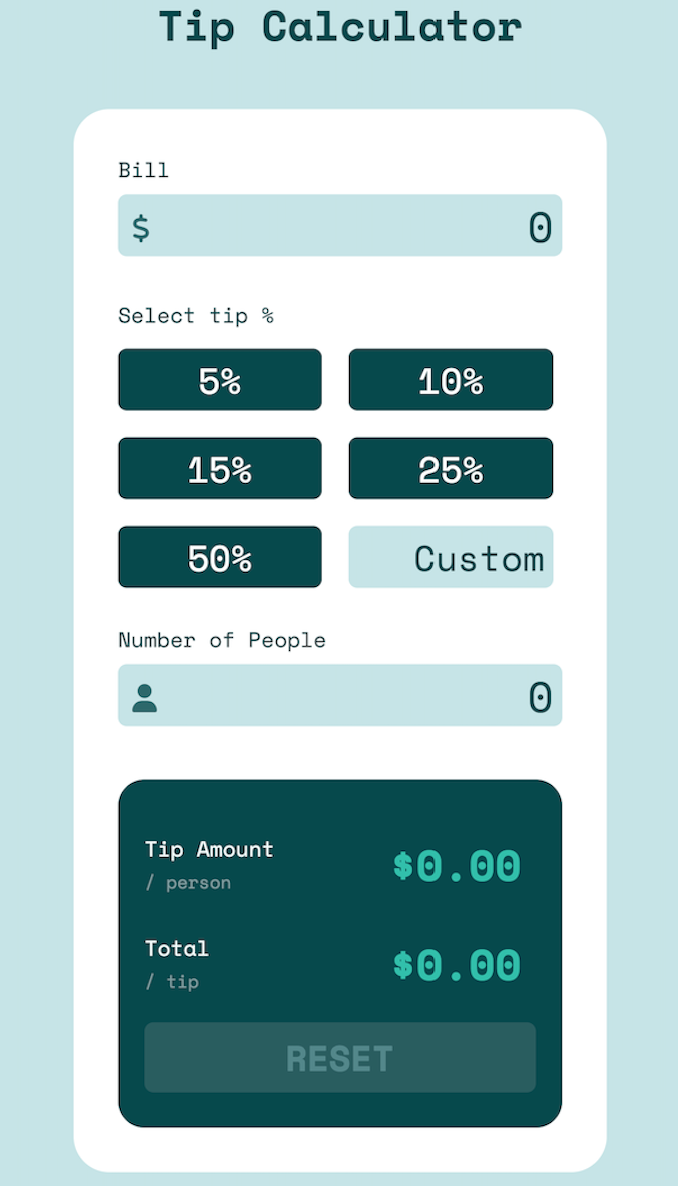 Tip Calculator
Bill
$ 0
Select tip %
5% 10%
15% 25%
50% Custom
Number of People
0
Tip Amount
/ person
$0.00
Total
/ tip
$0.00
RESET